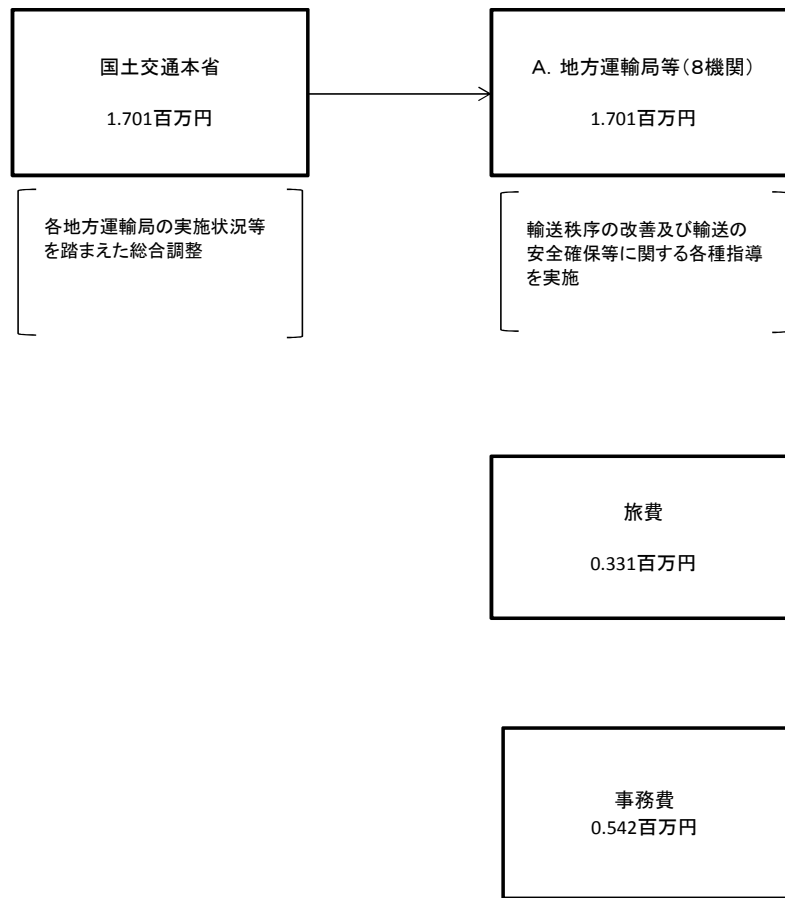 国土交通本省
1.701百万円
A. 地方運輸局等(8機関)
1.701百万円
各地方運輸局の実施状況等
を踏まえた総合調整
輸送秩序の改善及び輸送の
安全確保等に関する各種指導
を実施
旅費
0.331百万円
事務費
0.542百万円